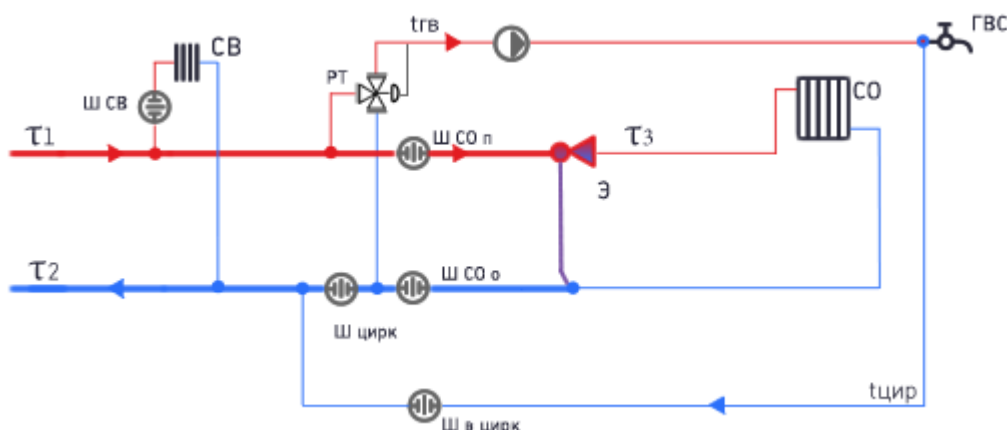 tгв
ГВС
СВ
РТ
СО
Ш СВ
τ1
Ш СО п
τ3
Э
τ2
Ш СО о
Ш цирк
tцир
Ш в цирк